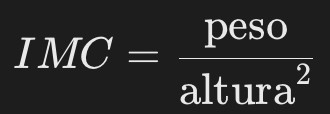 IMC = peso / altura²